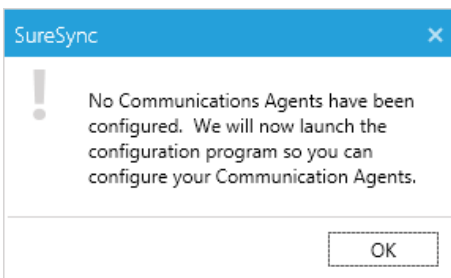 SureSync
No Communications Agents have been
configured.  We will now launch the
configuration program so you can
configure your Communication Agents.
OK